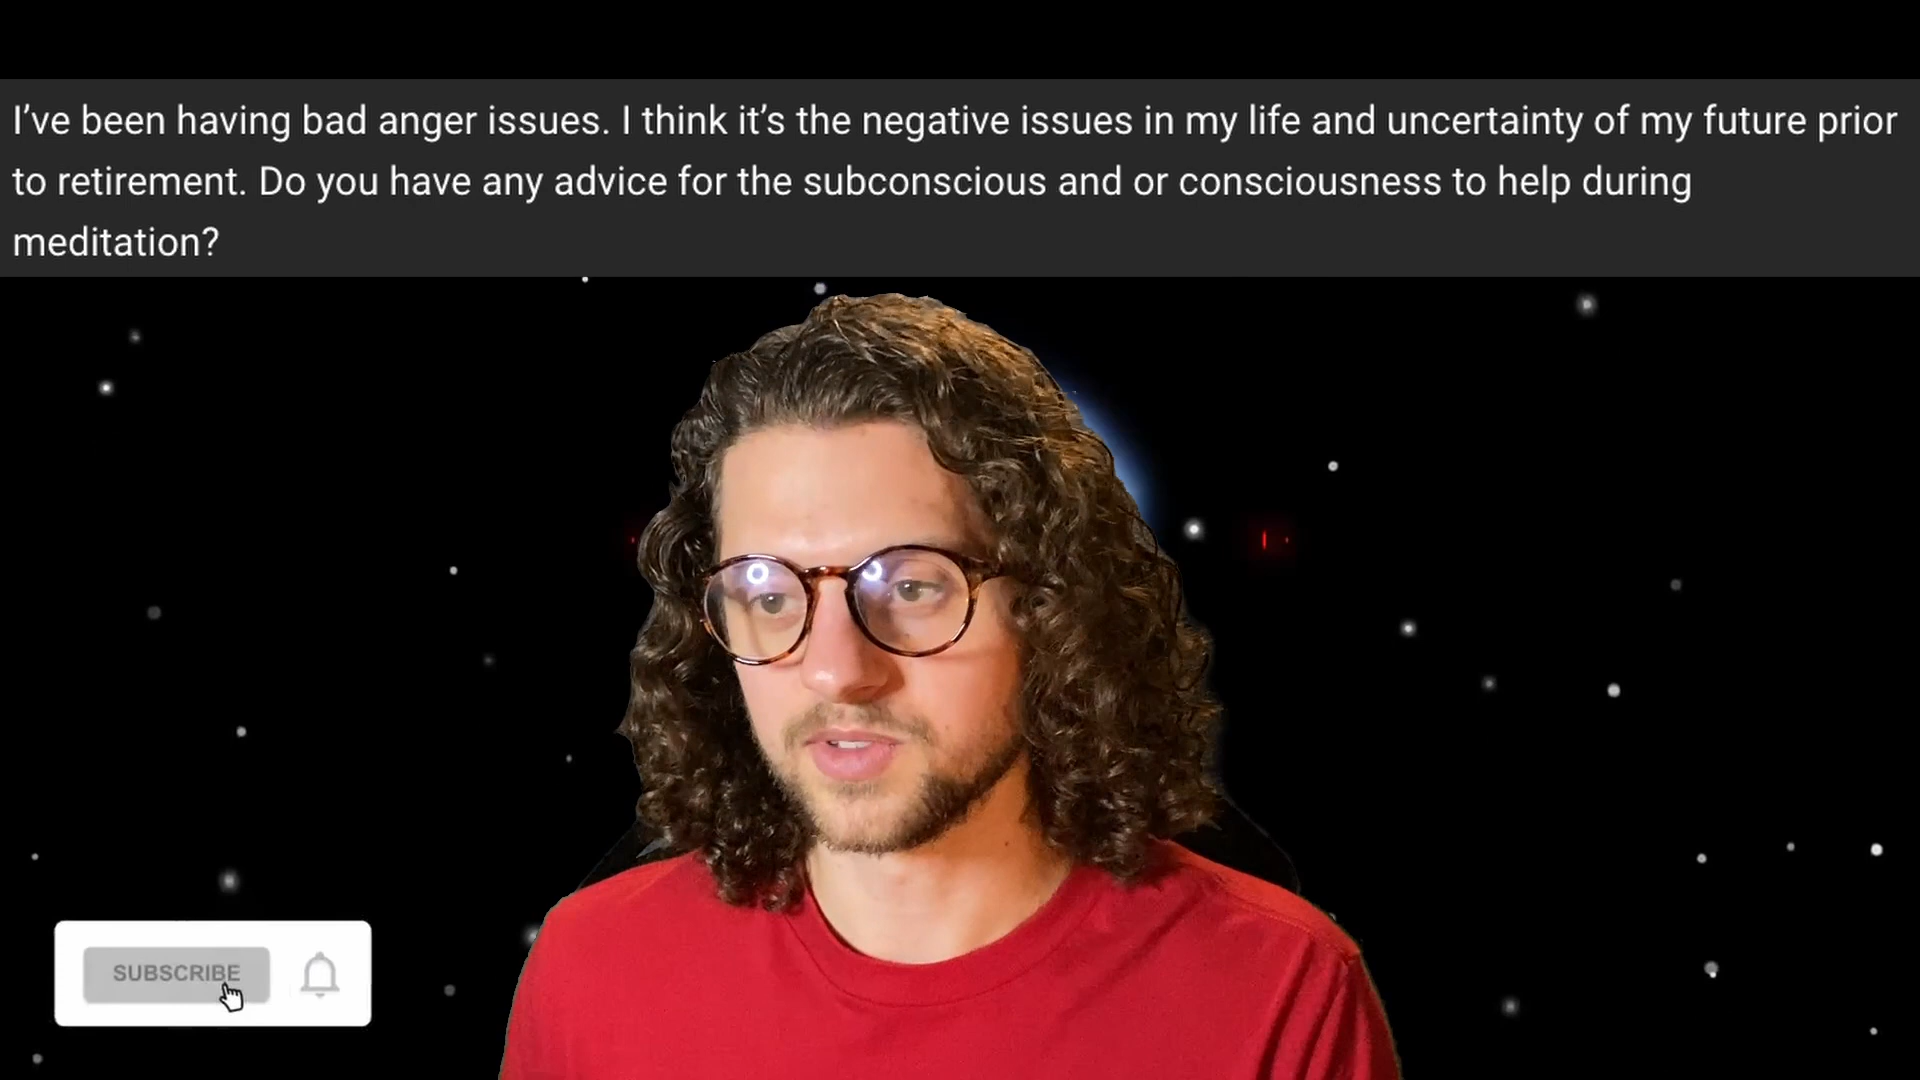 I’ve been having bad anger issues. I think it’s the negative issues in my life and uncertainty of my future prior
to retirement. Do you have any advice for the subconscious and or consciousness to help during
meditation?
SUBSCRIBE